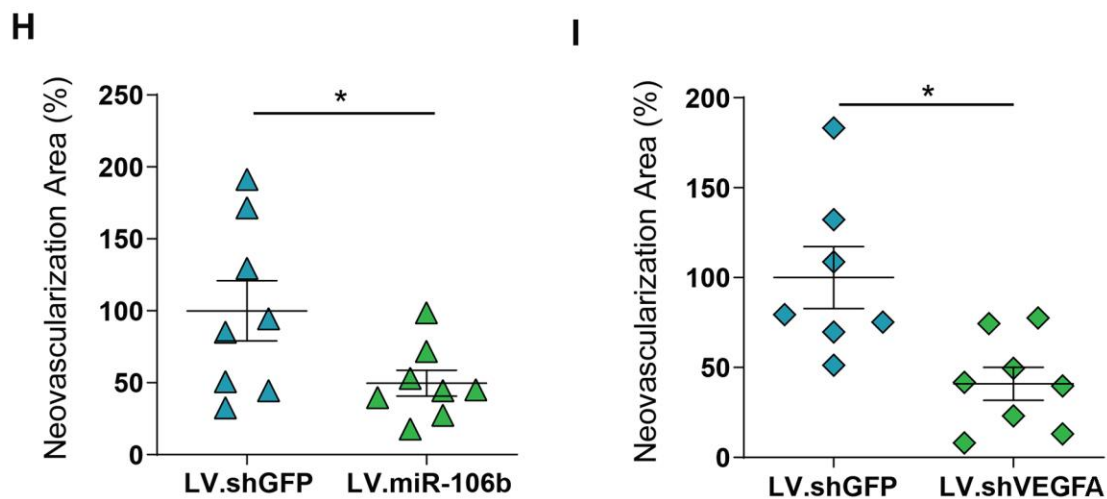 H
Neovascularization Area (%)
250
200
150
100
50
0
*
LV.shGFP LV.miR-106b
I
Neovascularization Area (%)
200
150
100
50
0
*
LV.shGFP LV.shVEGFA